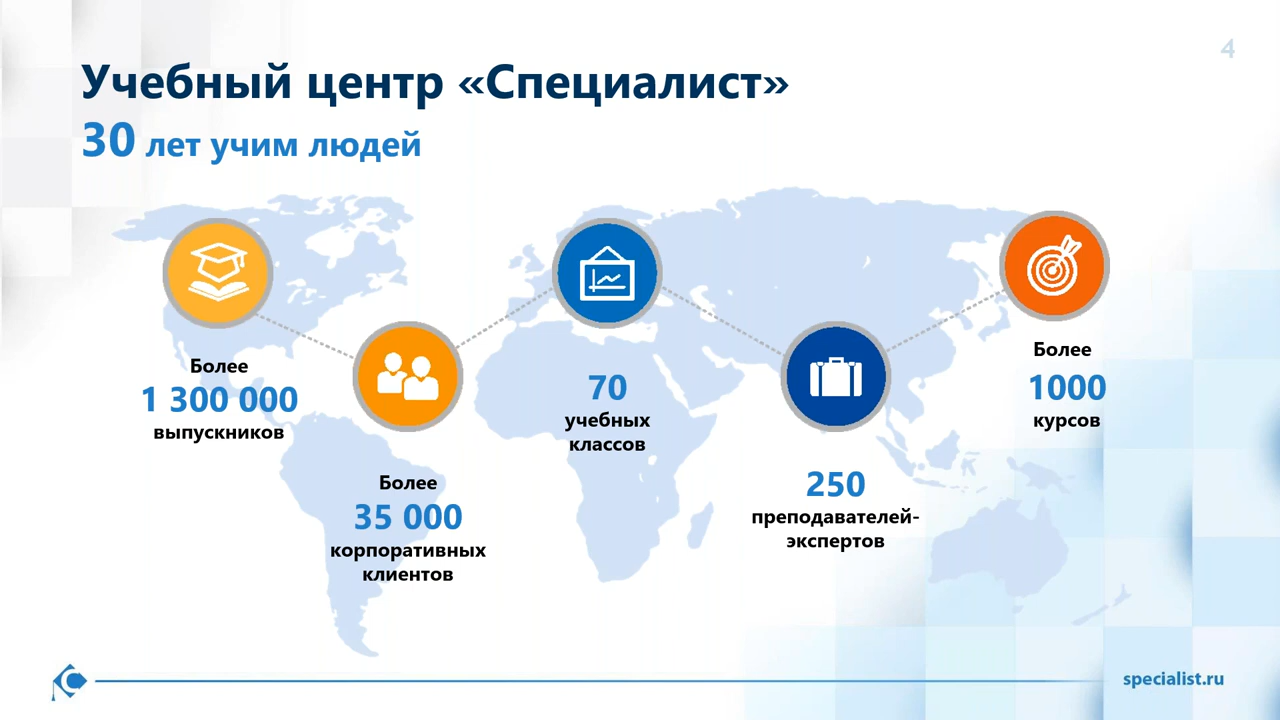 4
Учебный центр «Специалист»
30 лет учим людей
Более
1 300 000
выпускников
Более
35 000
корпоративных
клиентов
70
учебных
классов
250
преподавателей-
экспертов
Более
1000
курсов
specialist.ru